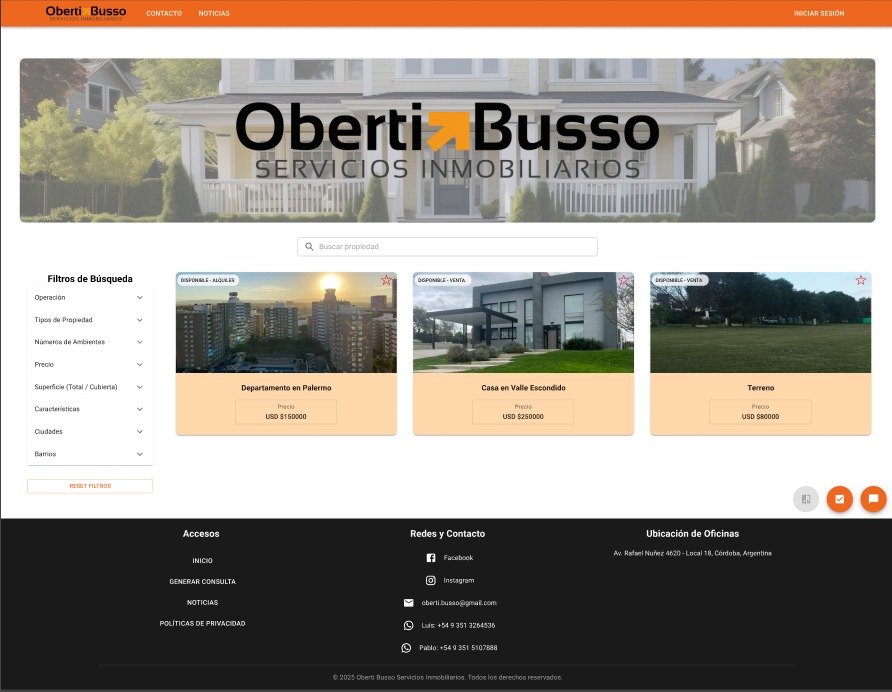 Oberti Busso
SERVICIOS INMOBILIARIOS
CONTACTO
NOTICIAS
INICIAR SESIÓN
Oberti Busso
SERVICIOS INMOBILIARIOS
Buscar propiedad
Filtros de Búsqueda
Operación
Tipos de Propiedad
Números de Ambientes
Precio
Superficie (Total / Cubierta)
Características
Ciudades
Barrios
RESET FILTROS
DISPONIBLE - ALQUILER
Departamento en Palermo
Precio
USD $150000
DISPONIBLE - VENTA
Casa en Valle Escondido
Precio
USD $250000
DISPONIBLE - VENTA
Terreno
Precio
USD $80000
Accesos
INICIO
GENERAR CONSULTA
NOTICIAS
POLÍTICAS DE PRIVACIDAD
Redes y Contacto
Facebook
Instagram
oberti.busso@gmail.com
Luis: +54 9 351 3264536
Pablo: +54 9 351 5107888
Ubicación de Oficinas
Av. Rafael Nuñez 4620 - Local 18, Córdoba, Argentina
© 2025 Oberti Busso Servicios Inmobiliarios. Todos los derechos reservados.